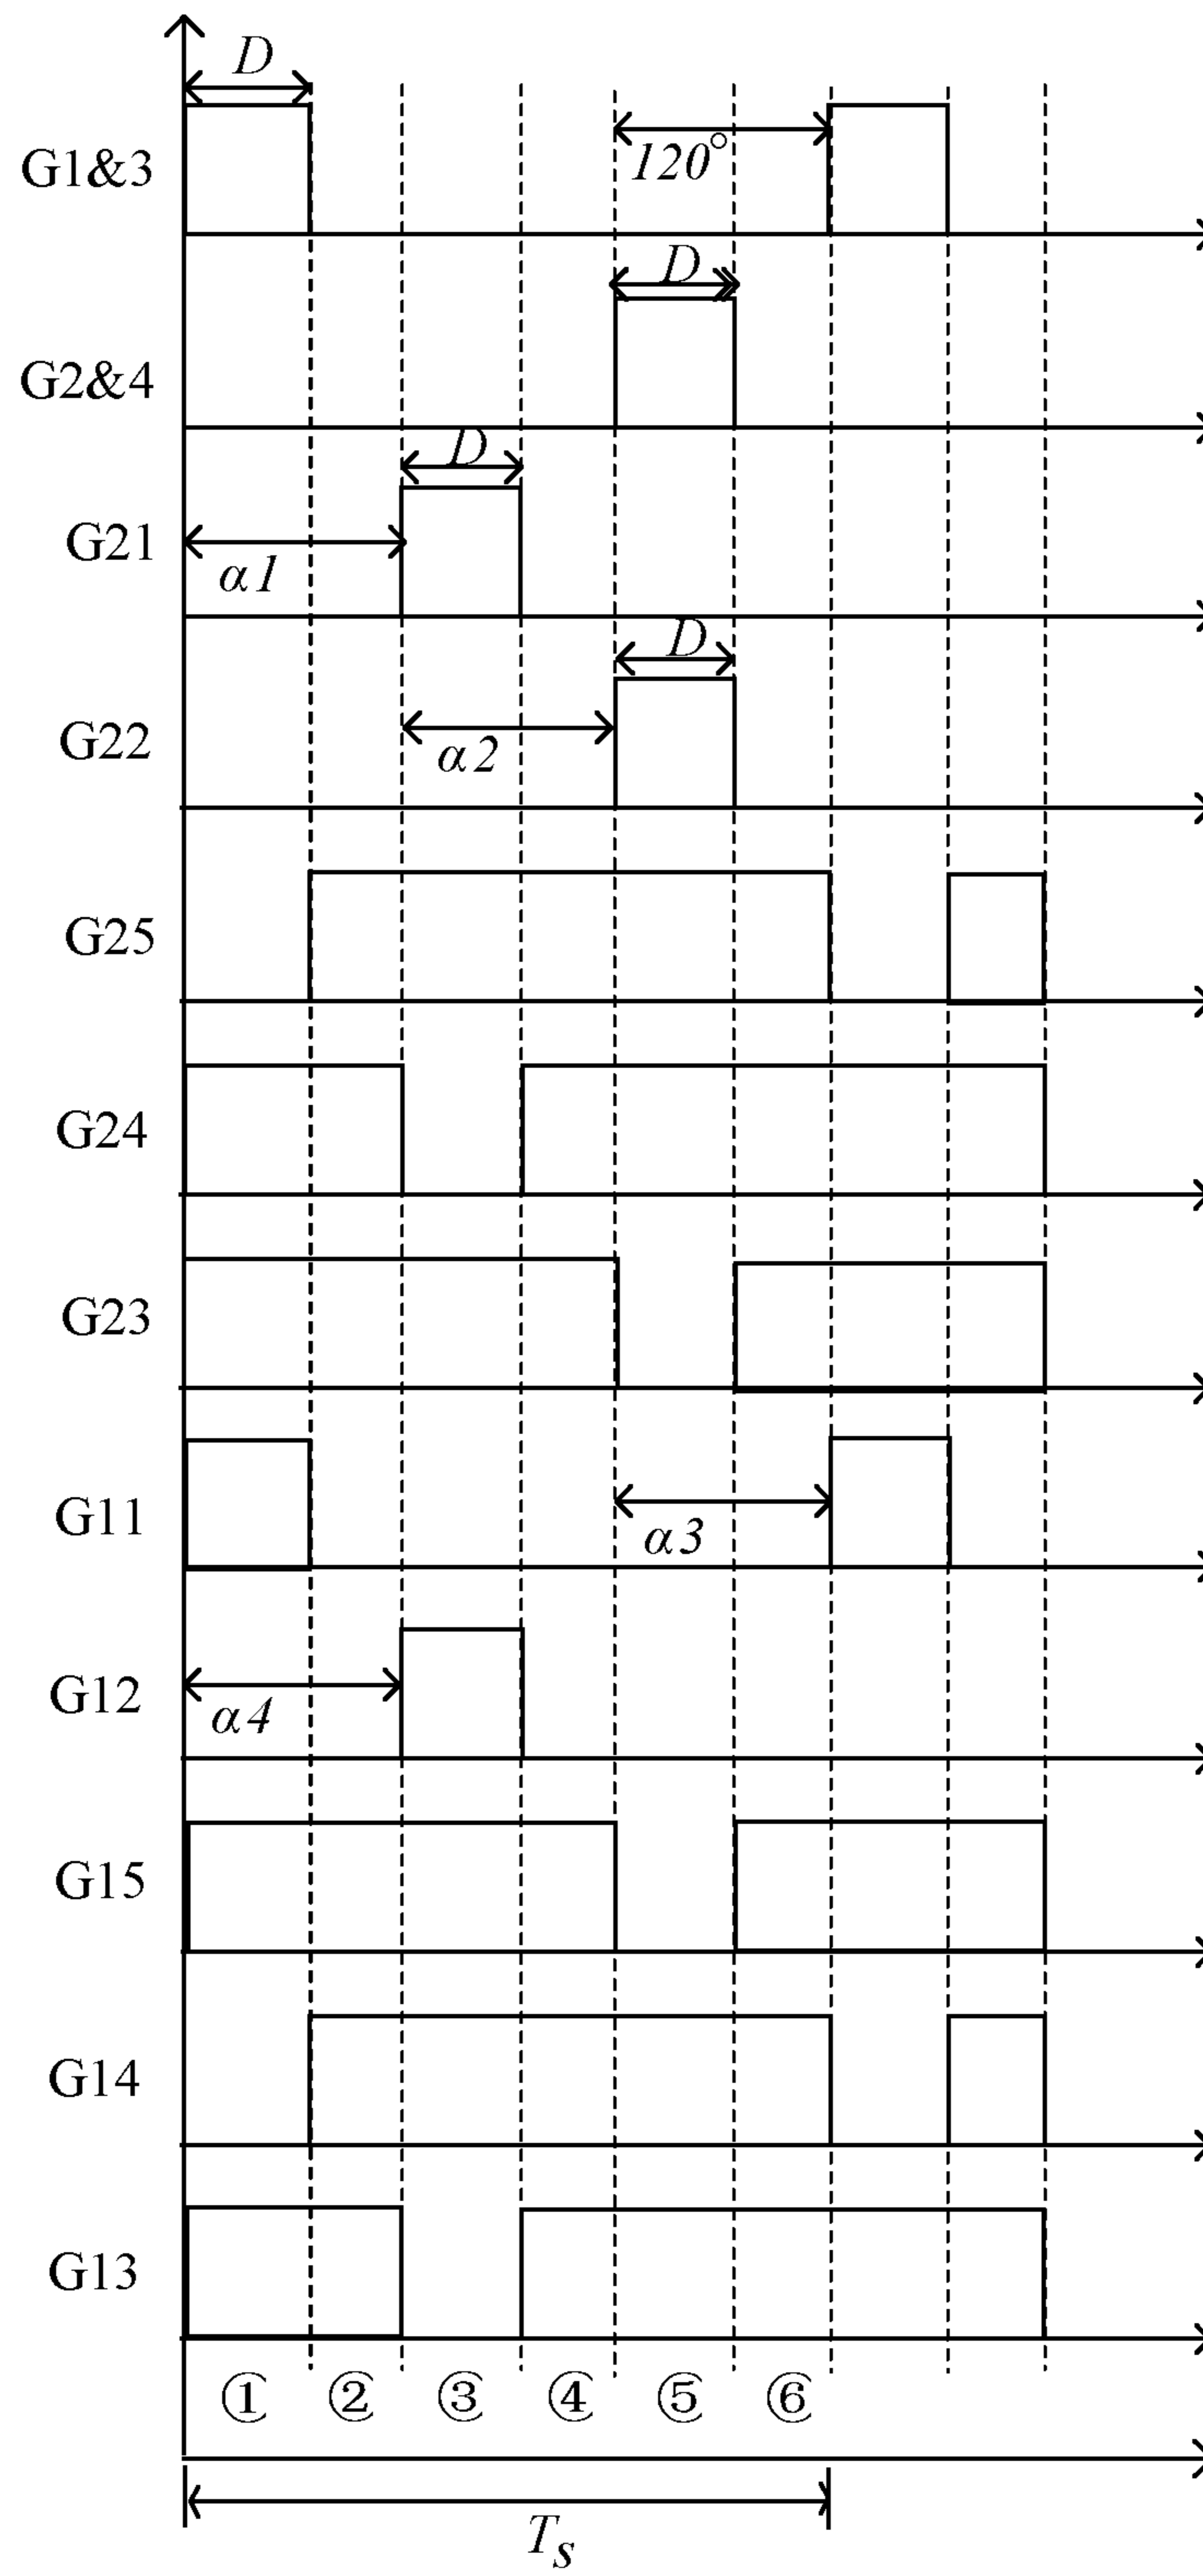 D
G1&3
120°
D
G2&4
D
G21
α1
D
G22
α2
G25
G24
G23
G11
α3
G12
α4
G15
G14
G13
① ② ③ ④ ⑤ ⑥
Ts